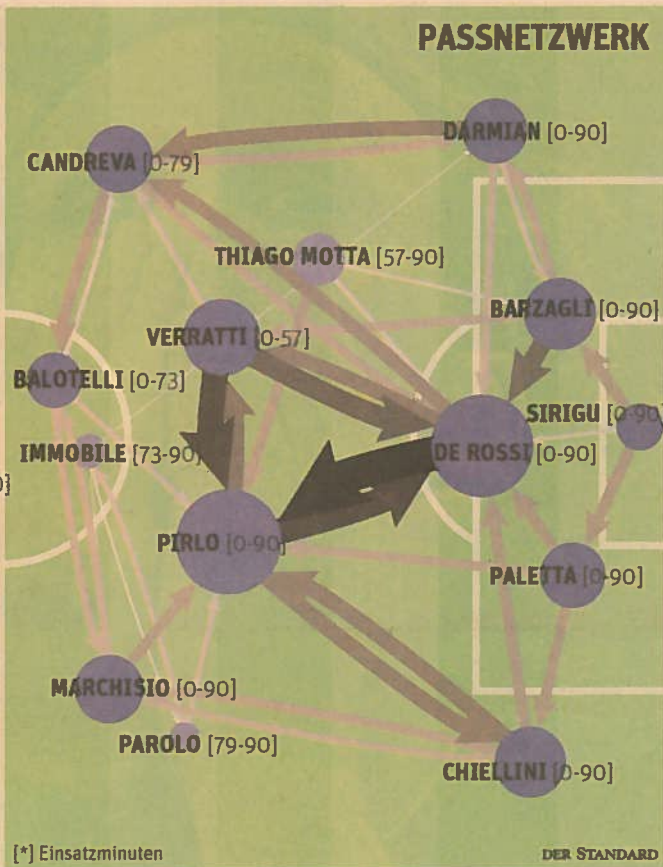 PASSNETZWERK
DARMIAN [0-90]
CANDREVA [0-79]
THIAGO MOTTA [57-90]
BARZAGLI [0-90]
VERRATTI [0-57]
BALOTELLI [0-73]
SIRIGU [0-90]
IMMOBILE [73-90]
DE ROSSI [0-90]
0]
PIRLO [0-90]
PALETTA [0-90]
MARCHISIO [0-90]
PAROLO [79-90]
CHIELLINI [0-90]
[*] Einsatzminuten
DER STANDARD